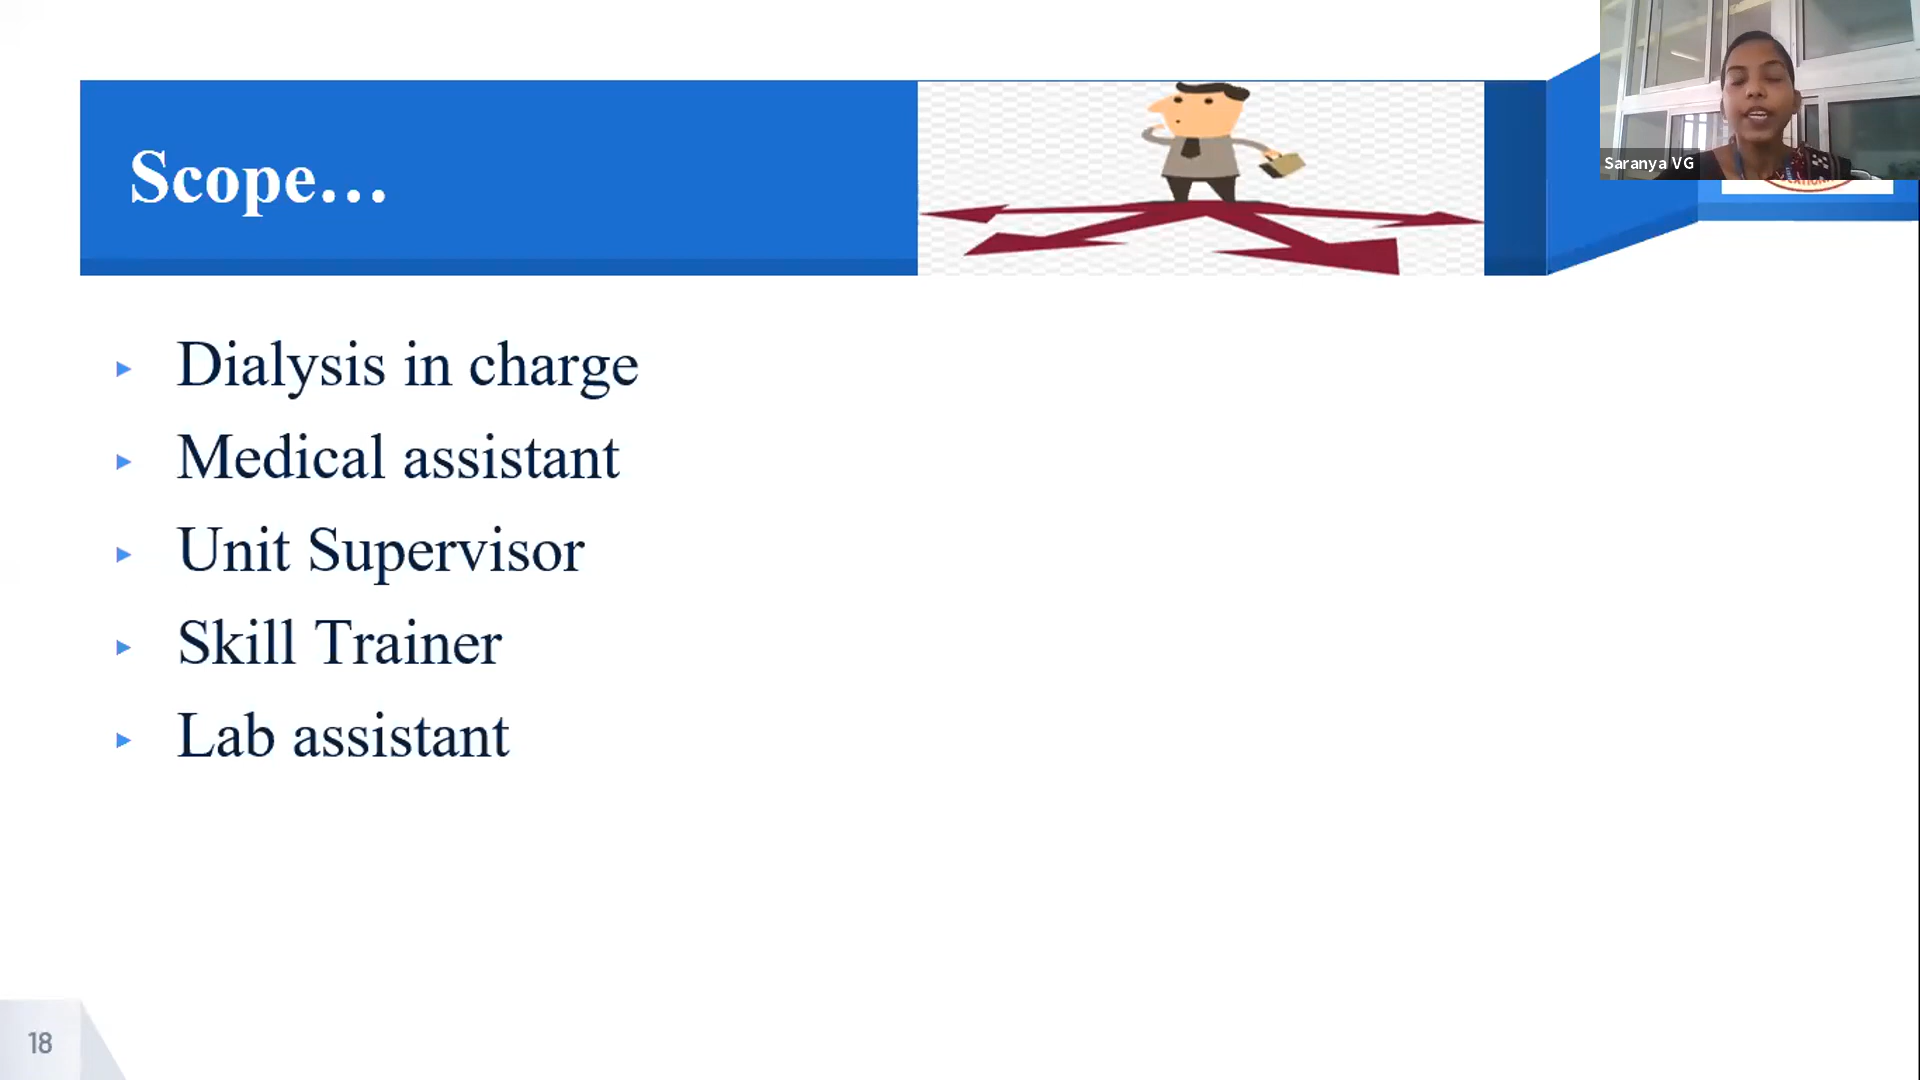 Scope…
Saranya VG
Dialysis in charge
Medical assistant
Unit Supervisor
Skill Trainer
Lab assistant
18